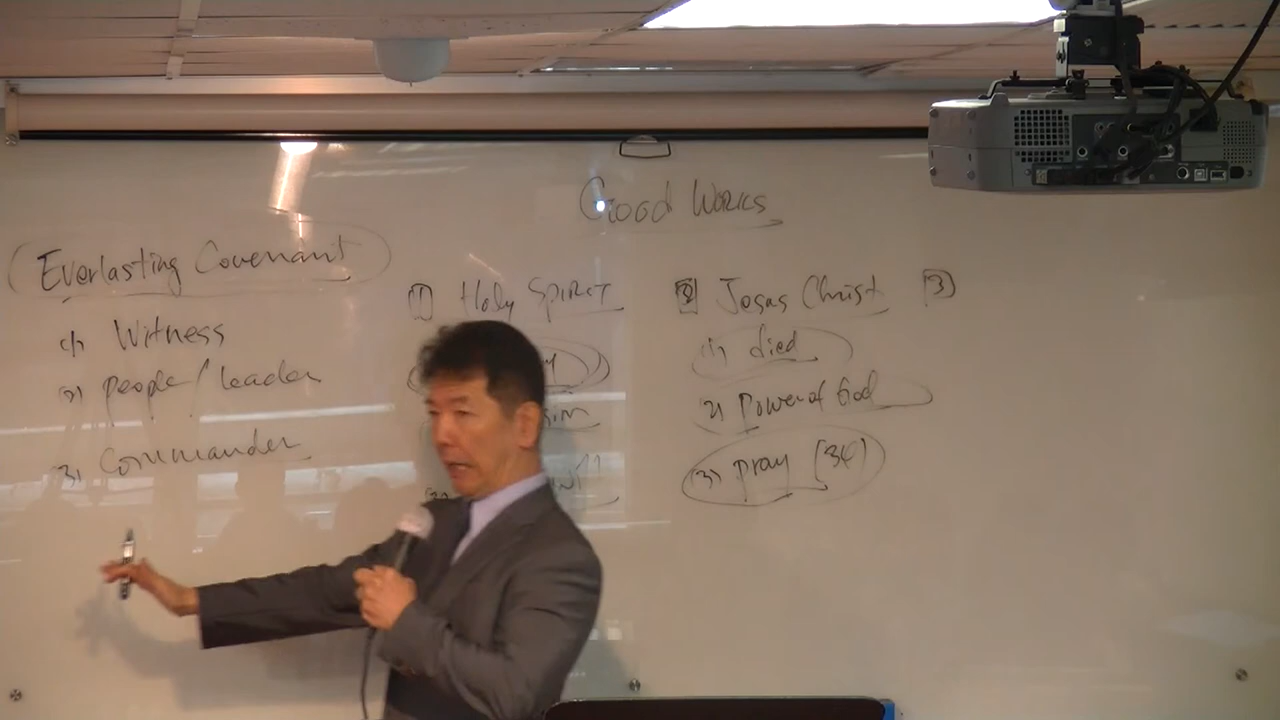 Good Works
Everlasting Covenant
(1) Witness
(2) people/leader
(3) Commander
[1] Holy SPIRIT
[2] Jesus Christ [3]
(1) died
(2) Power of God
(3) pray (34)